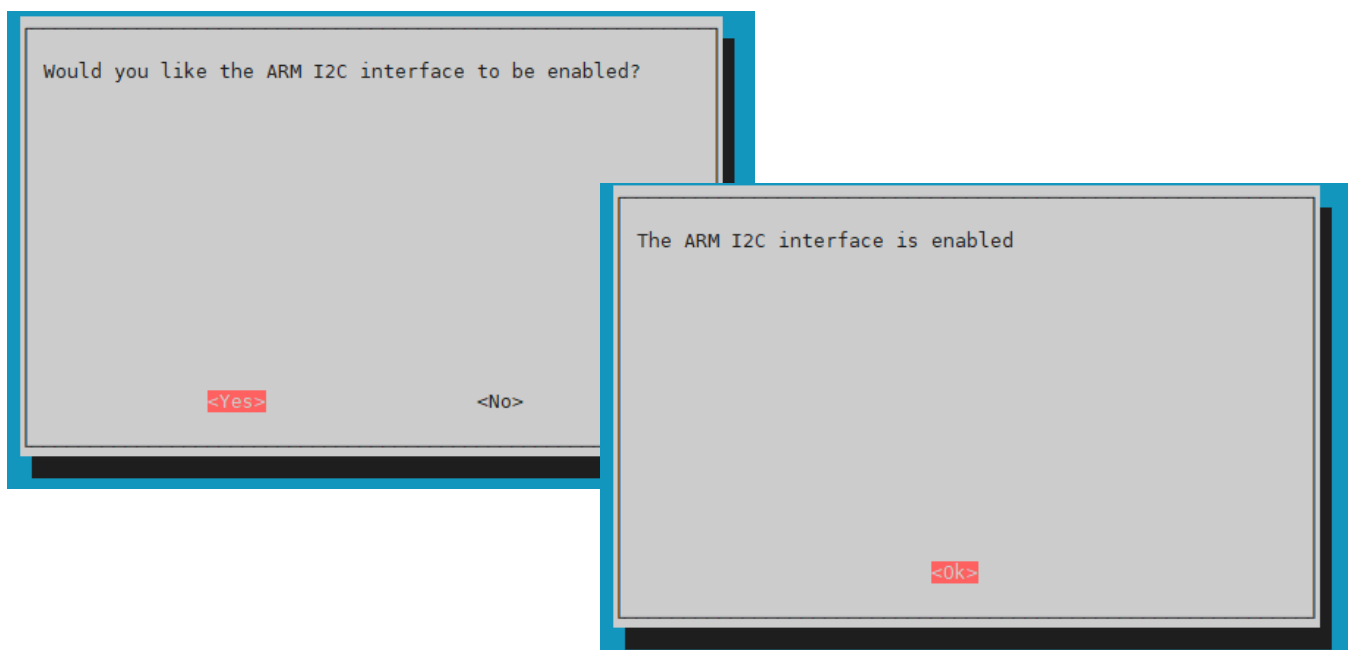 Would you like the ARM I2C interface to be enabled?
<Yes> <No>
The ARM I2C interface is enabled
<Ok>